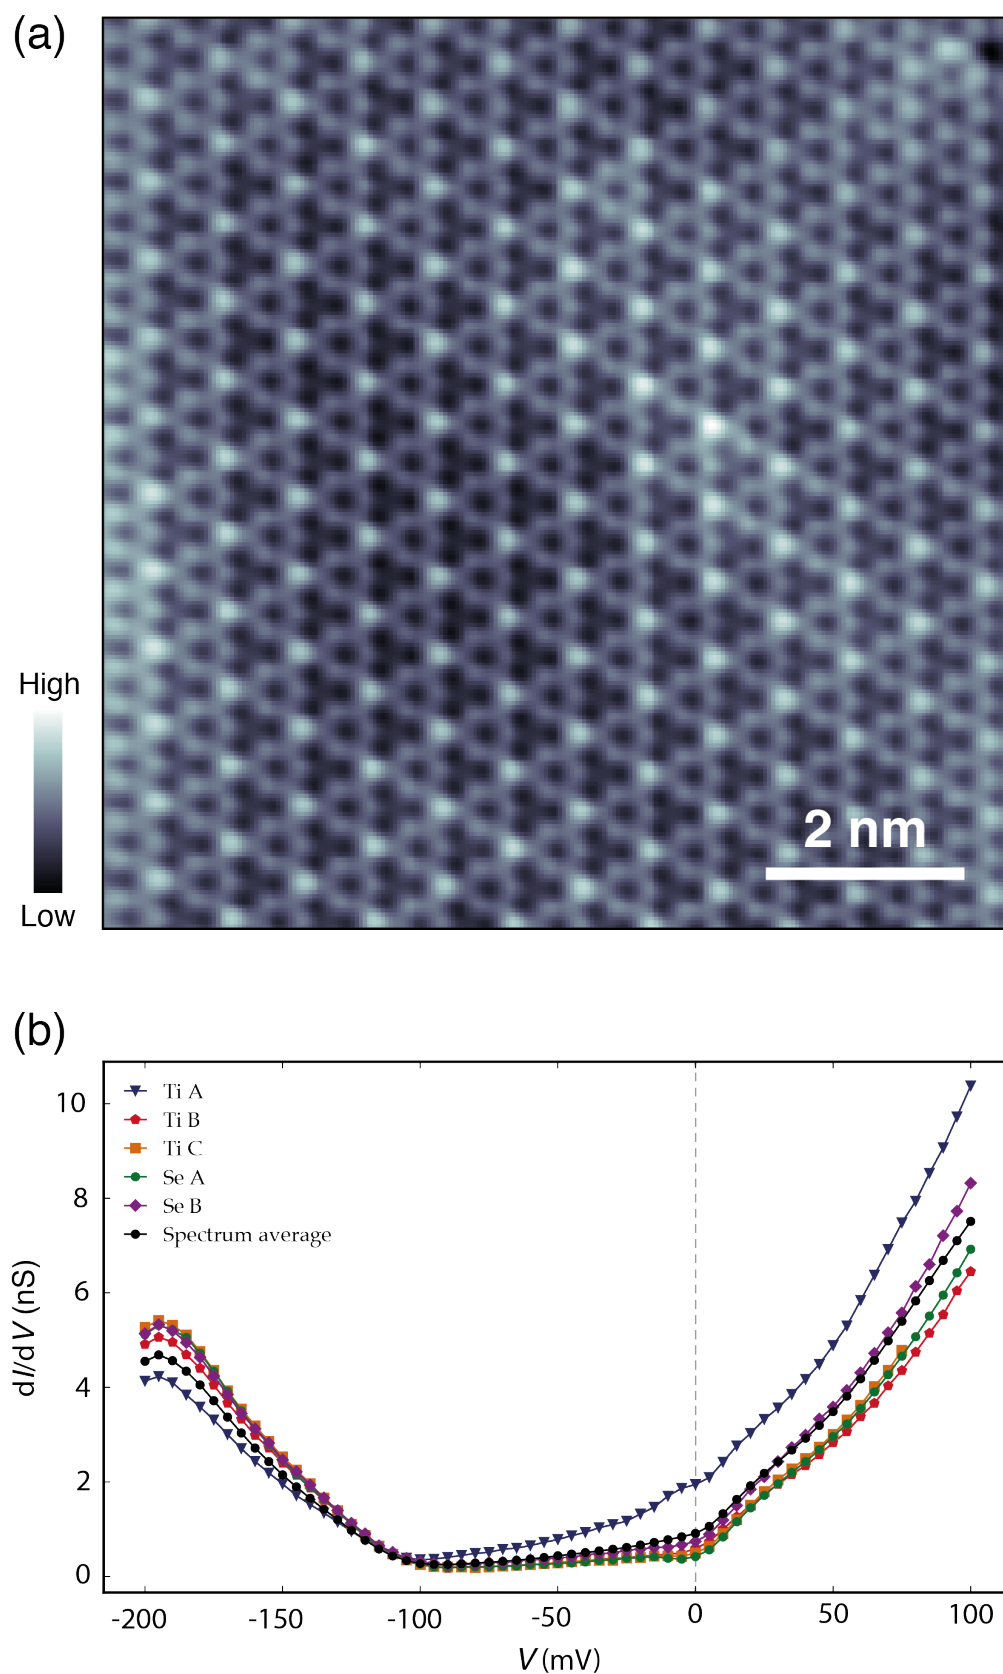 (a)
High
Low
2 nm
(b)
Ti A
Ti B
Ti C
Se A
Se B
Spectrum average
10
8
6
4
2
0
dI/dV (nS)
-200 -150 -100 -50 0 50 100
V (mV)